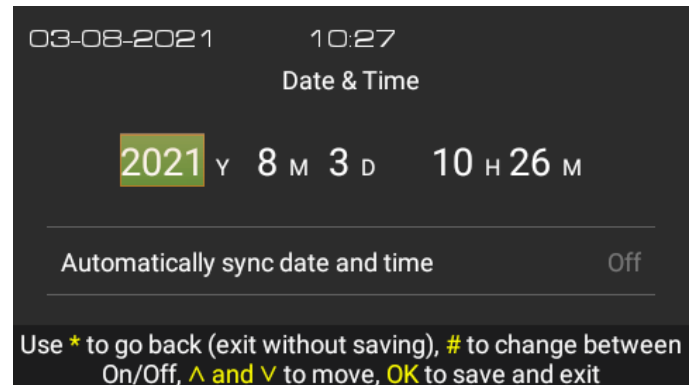 03-08-2021 10:27
Date & Time
2021 Y 8 M 3 D 10 H 26 M
Automatically sync date and time Off
Use * to go back (exit without saving), # to change between
On/Off, ∧ and ∨ to move, OK to save and exit